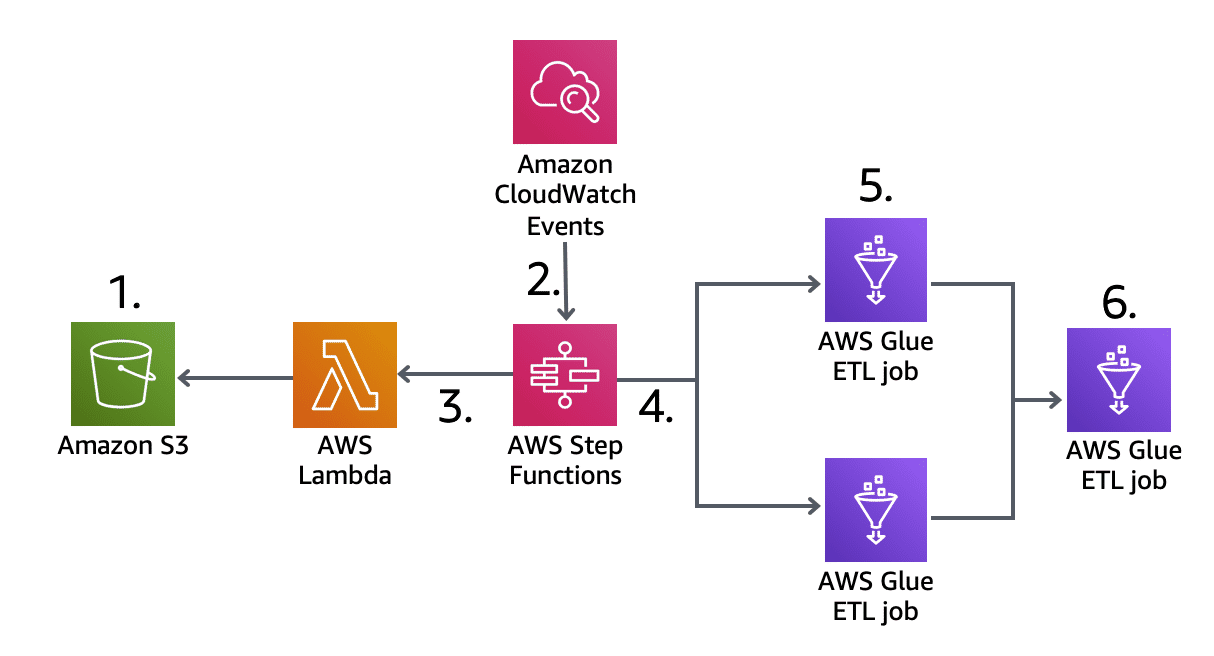 Amazon
CloudWatch
Events
1.
2.
Amazon S3
AWS
Lambda
3.
AWS Step
Functions
4.
5.
AWS Glue
ETL job
AWS Glue
ETL job
6.
AWS Glue
ETL job